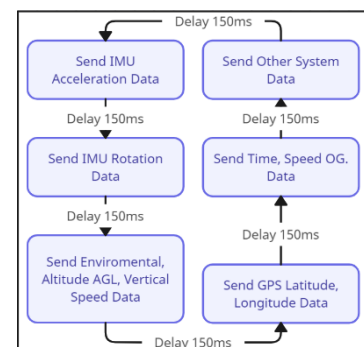 Delay 150ms
Send IMU
Acceleration Data
Delay 150ms
Send IMU Rotation
Data
Delay 150ms
Send Enviromental,
Altitude AGL, Vertical
Speed Data
Delay 150ms
Send GPS Latitude,
Longitude Data
Delay 150ms
Send Time, Speed OG.
Data
Delay 150ms
Send Other System
Data